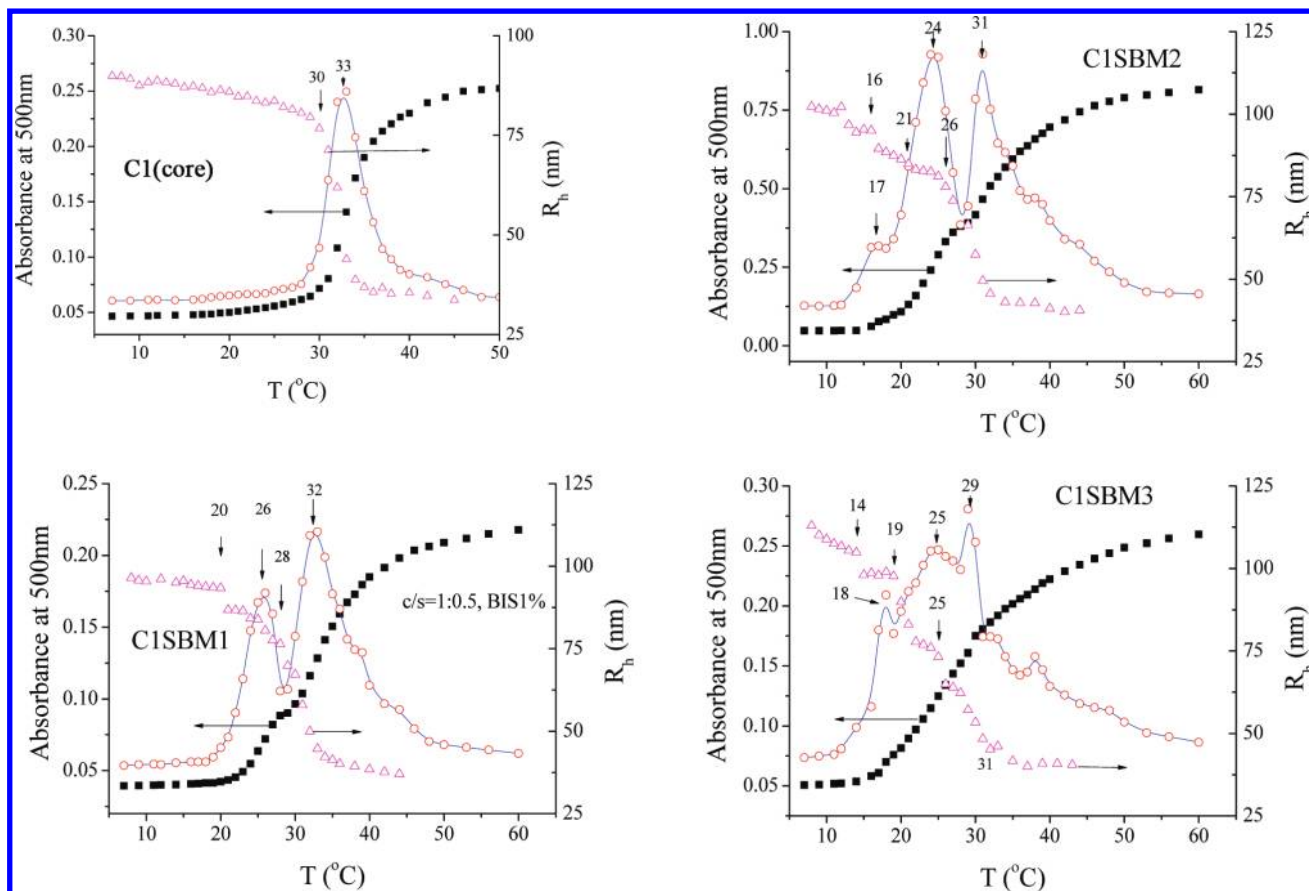 0.30
0.25
0.20
0.15
0.10
0.05
Absorbance at 500nm
C1(core)
30
33
100
75
50
25
R_h (nm)
10 20 30 40 50
T (°C)
1.00
0.75
0.50
0.25
0.00
Absorbance at 500nm
C1SBM2
16
17
21
24
26
31
125
100
75
50
25
R_h (nm)
10 20 30 40 50 60
T (°C)
0.25
0.20
0.15
0.10
0.05
Absorbance at 500nm
C1SBM1
20
26
28
32
c/s=1:0.5, BIS1%
125
100
75
50
25
R_h (nm)
10 20 30 40 50 60
T (°C)
0.30
0.25
0.20
0.15
0.10
0.05
Absorbance at 500nm
C1SBM3
14
18
19
25
25
29
31
125
100
75
50
25
R_h (nm)
10 20 30 40 50 60
T (°C)